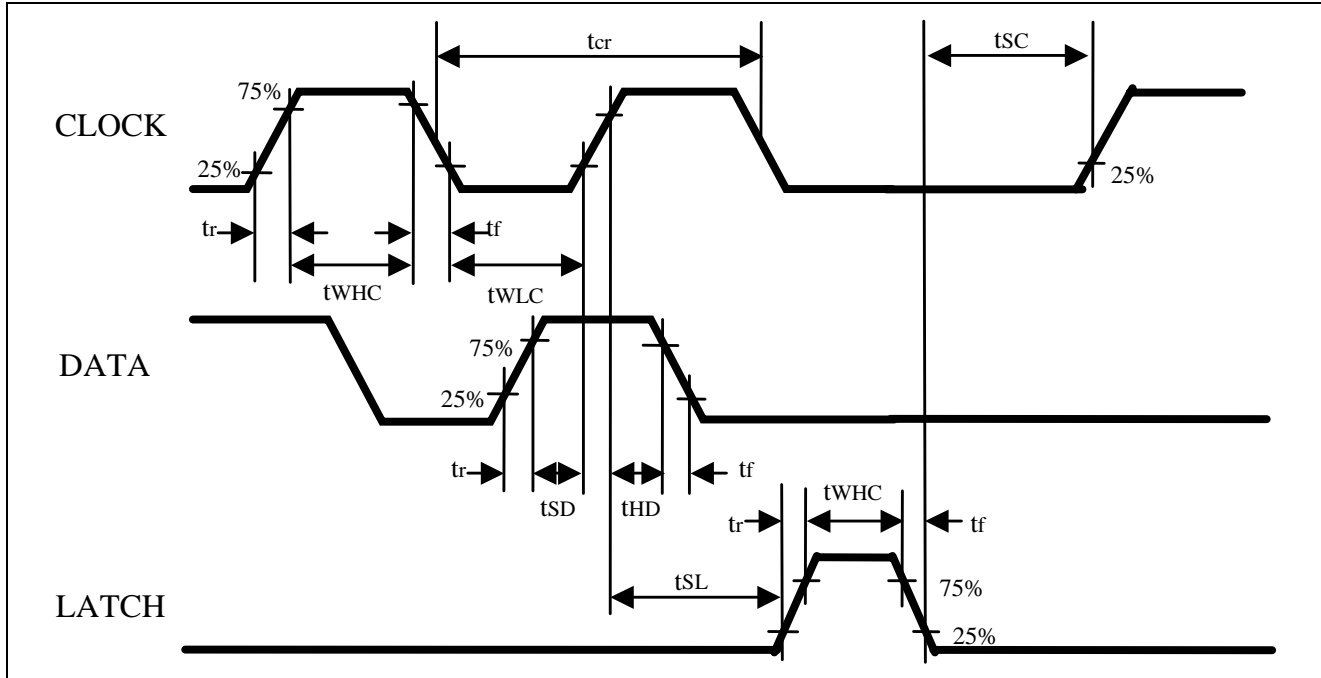 tcr
tSC
75%
CLOCK
25%
25%
tr
tf
tWHC
tWLC
75%
DATA
25%
tr
tf
tSD
tHD
tWHC
tr
tf
tSL
75%
LATCH
25%